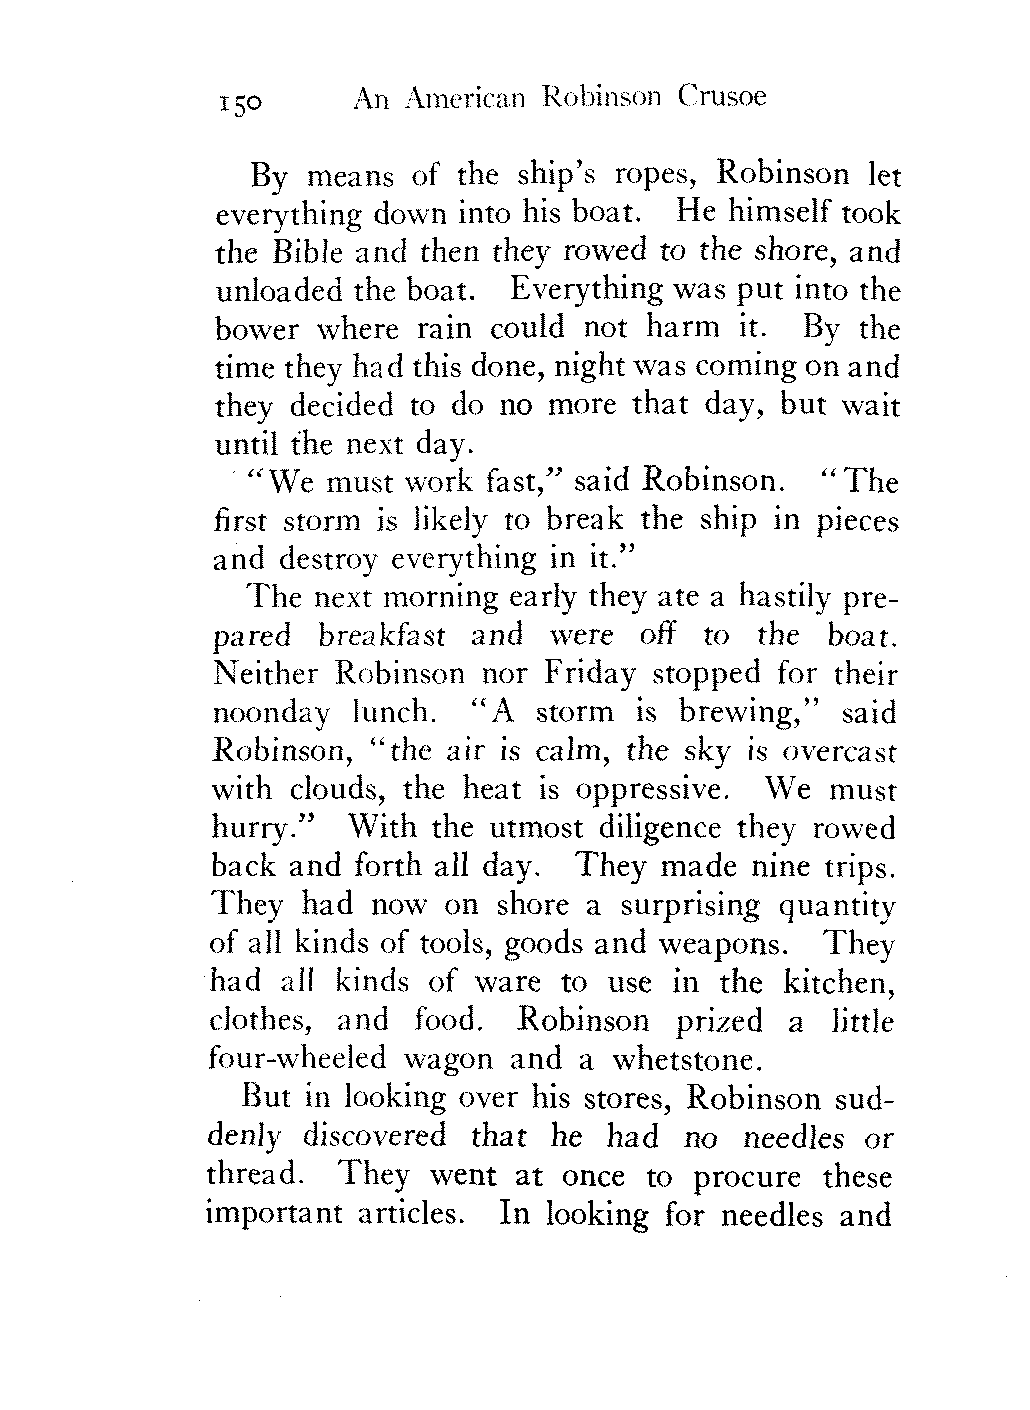 150 An American Robinson Crusoe
By means of the ship's ropes, Robinson let
everything down into his boat. He himself took
the Bible and then they rowed to the shore, and
unloaded the boat. Everything was put into the
bower where rain could not harm it. By the
time they had this done, night was coming on and
they decided to do no more that day, but wait
until the next day.
"We must work fast," said Robinson. "The
first storm is likely to break the ship in pieces
and destroy everything in it."
The next morning early they ate a hastily pre-
pared breakfast and were off to the boat.
Neither Robinson nor Friday stopped for their
noonday lunch. "A storm is brewing," said
Robinson, "the air is calm, the sky is overcast
with clouds, the heat is oppressive. We must
hurry." With the utmost diligence they rowed
back and forth all day. They made nine trips.
They had now on shore a surprising quantity
of all kinds of tools, goods and weapons. They
had all kinds of ware to use in the kitchen,
clothes, and food. Robinson prized a little
four-wheeled wagon and a whetstone.
But in looking over his stores, Robinson sud-
denly discovered that he had no needles or
thread. They went at once to procure these
important articles. In looking for needles and